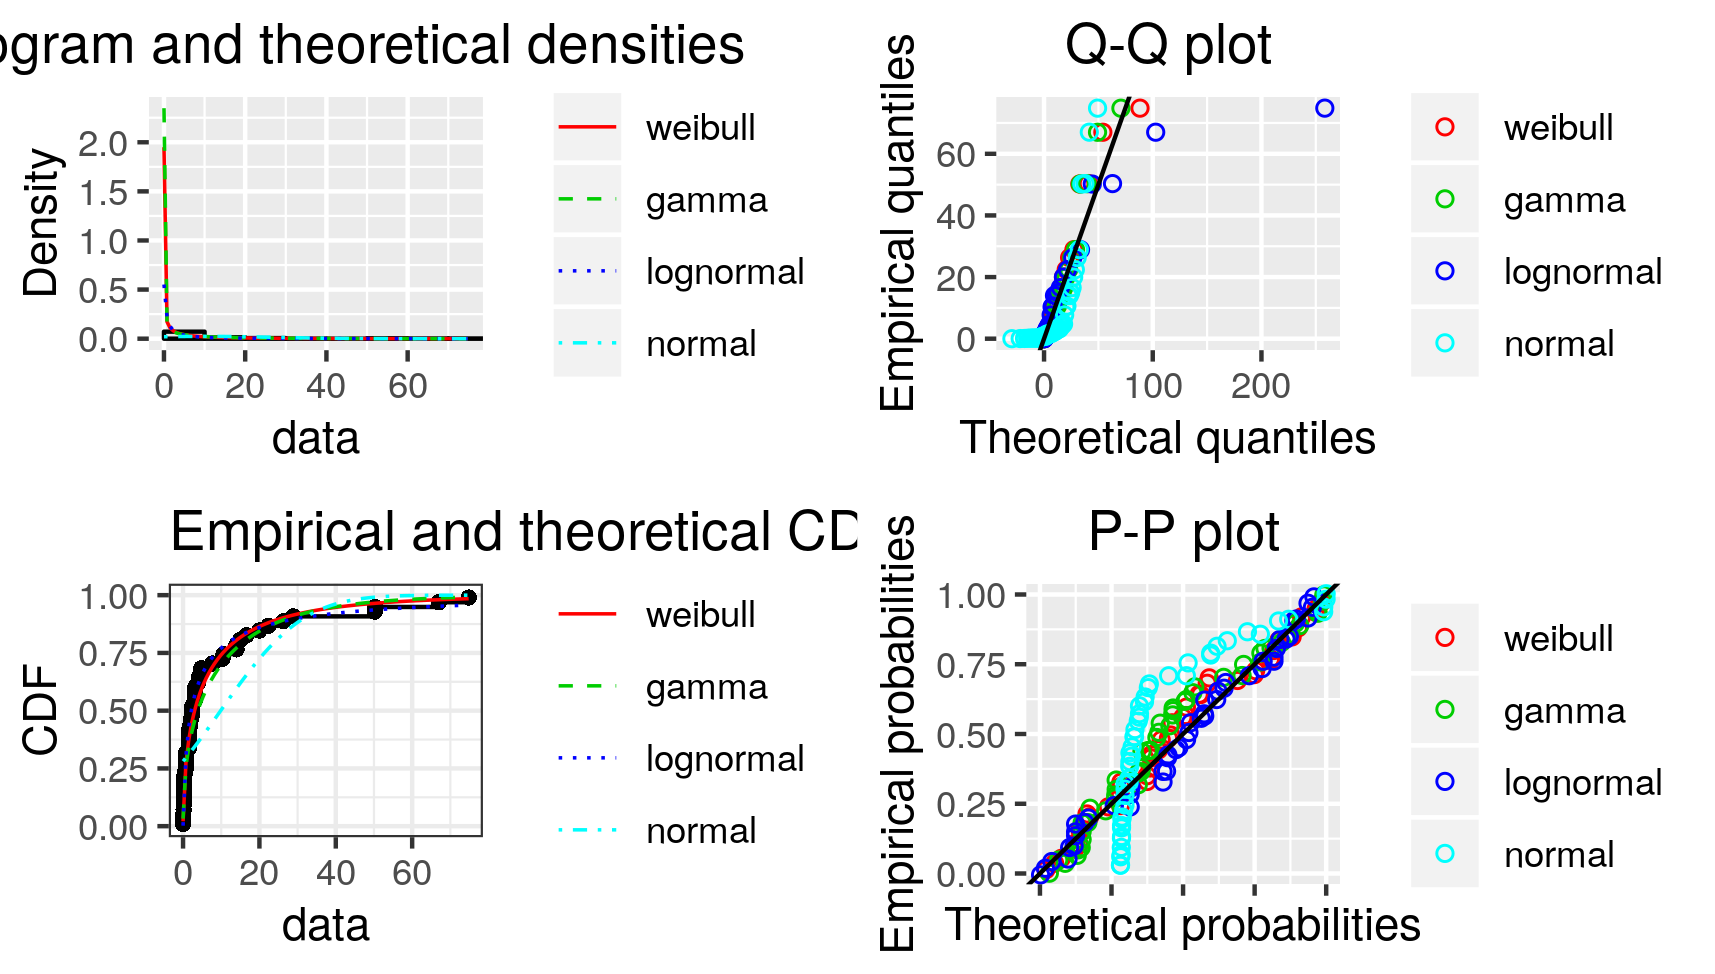 ogram and theoretical densities
Density
2.0
1.5
1.0
0.5
0.0
0 20 40 60
data
weibull
gamma
lognormal
normal
Q-Q plot
Empirical quantiles
60
40
20
0
0 100 200
Theoretical quantiles
weibull
gamma
lognormal
normal
Empirical and theoretical CD
CDF
1.00
0.75
0.50
0.25
0.00
0 20 40 60
data
weibull
gamma
lognormal
normal
P-P plot
Empirical probabilities
1.00
0.75
0.50
0.25
0.00
Theoretical probabilities
weibull
gamma
lognormal
normal